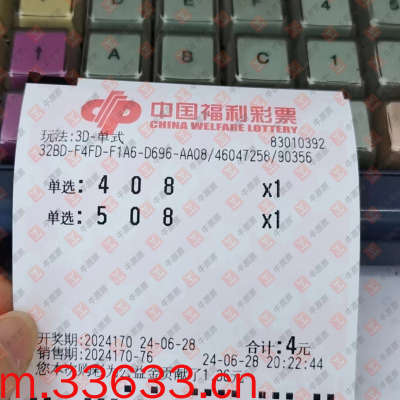 ↑ A B C 1
中国福利彩票
CHINA WELFARE LOTTERY
玩法:3D-单式 83010392
32BD-F4FD-F1A6-D696-AA08/46047258/90356
单选: 4 0 8 x1
单选: 5 0 8 x1
开奖期:2024170 24-06-28 合计:4元
销售期:2024170-76 24-06-28 20:22:44
m.33633.cn